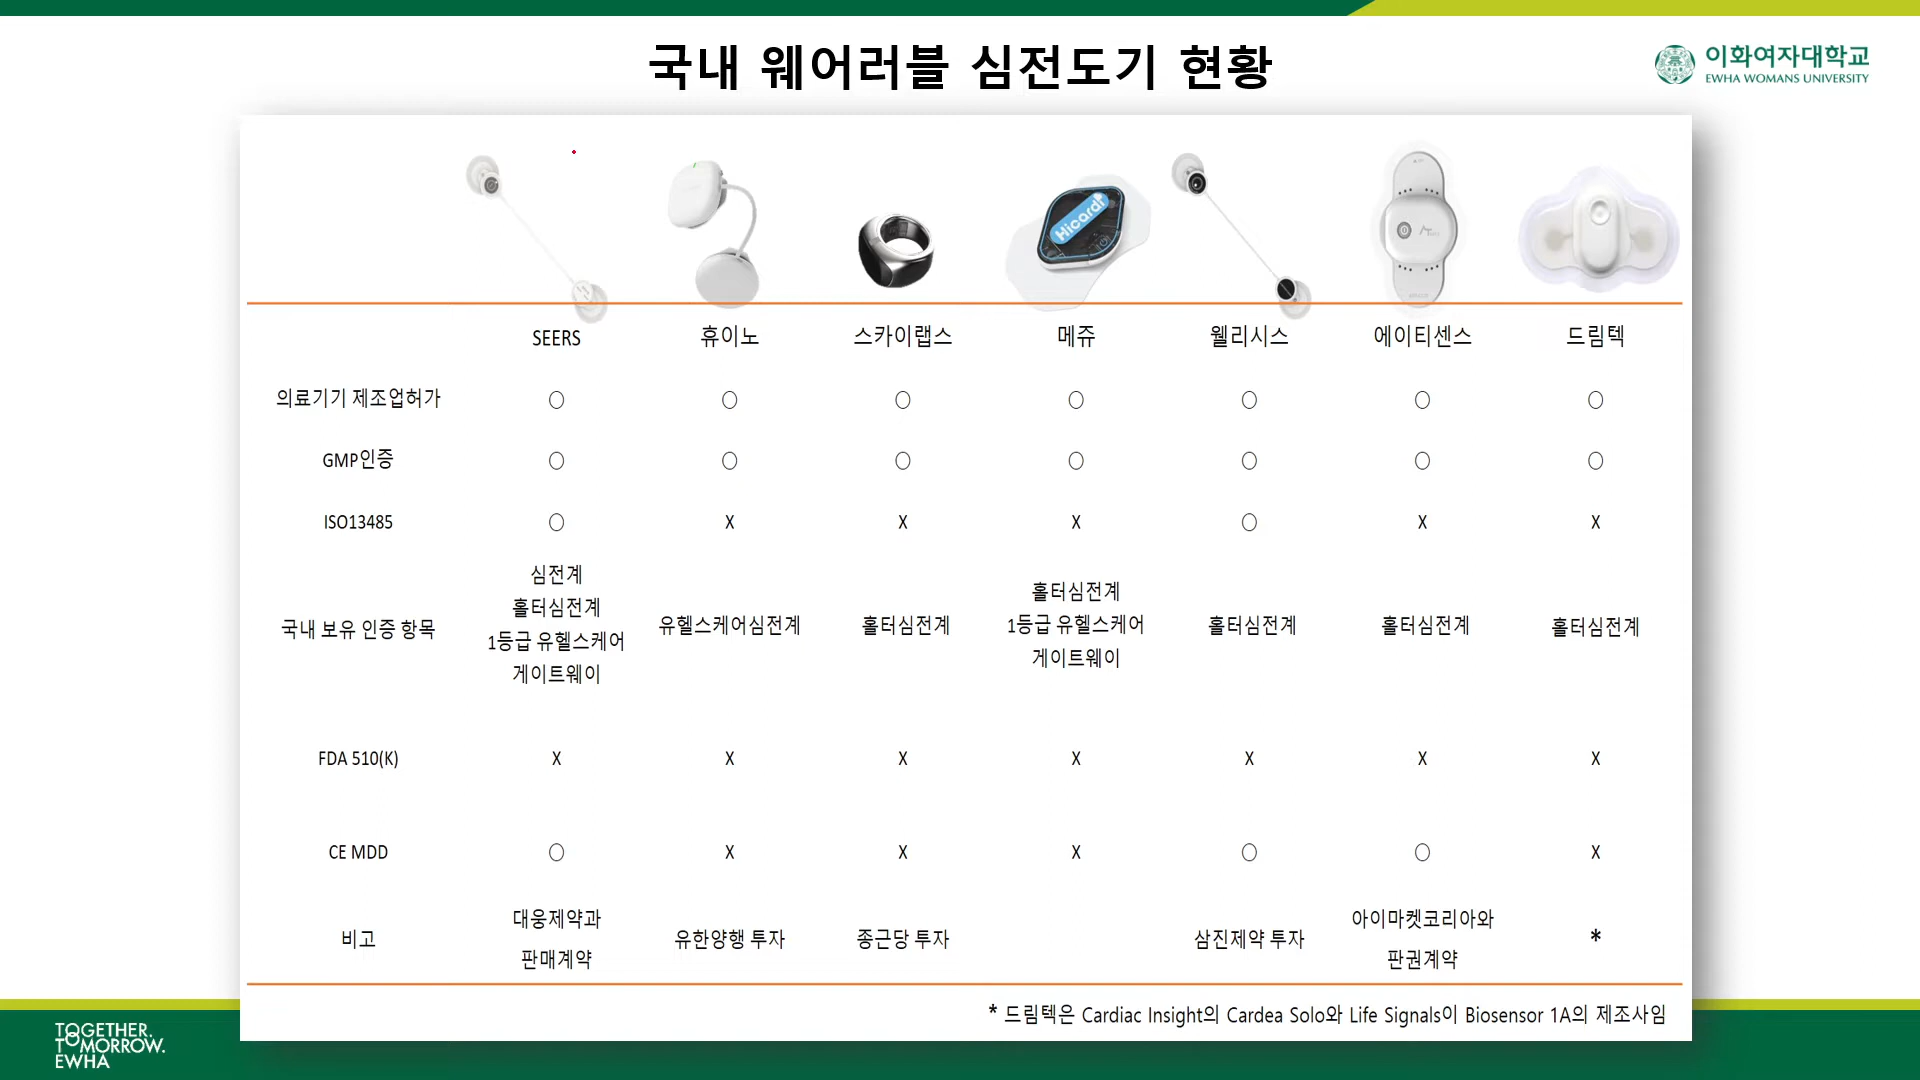 국내 웨어러블 심전도기 현황
이화여자대학교
EWHA WOMANS UNIVERSITY
Hicardi
SEERS 휴이노 스카이랩스 메쥬 웰리시스 에이티센스 드림텍
의료기기 제조업허가 ○ ○ ○ ○ ○ ○ ○
GMP인증 ○ ○ ○ ○ ○ ○ ○
ISO13485 ○ X X X ○ X X
국내 보유 인증 항목
심전계
홀터심전계
1등급 유헬스케어
게이트웨이
유헬스케어심전계
홀터심전계
홀터심전계
1등급 유헬스케어
게이트웨이
홀터심전계
홀터심전계
홀터심전계
FDA 510(K) X X X X X X X
CE MDD ○ X X X ○ ○ X
비고
대웅제약과
판매계약
유한양행 투자
종근당 투자
삼진제약 투자
아이마켓코리아와
판권계약
*
* 드림텍은 Cardiac Insight의 Cardea Solo와 Life Signals이 Biosensor 1A의 제조사임
TOGETHER.
TOMORROW.
EWHA